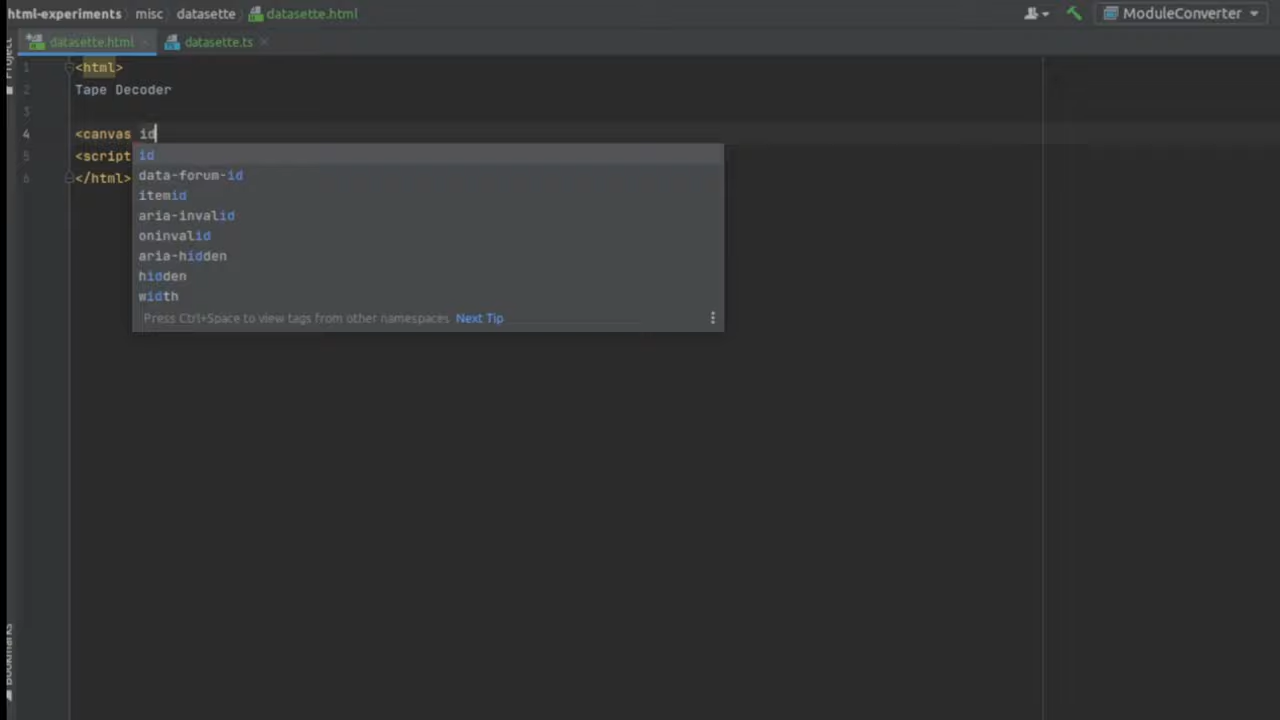 html-experiments misc datasette datasette.html
ModuleConverter
datasette.html datasette.ts
Project
1 <html>
2 Tape Decoder
3
4 <canvas id
5 <script
6 </html>
id
data-forum-id
itemid
aria-invalid
oninvalid
aria-hidden
hidden
width
Press Ctrl+Space to view tags from other namespaces Next Tip
Bookmarks